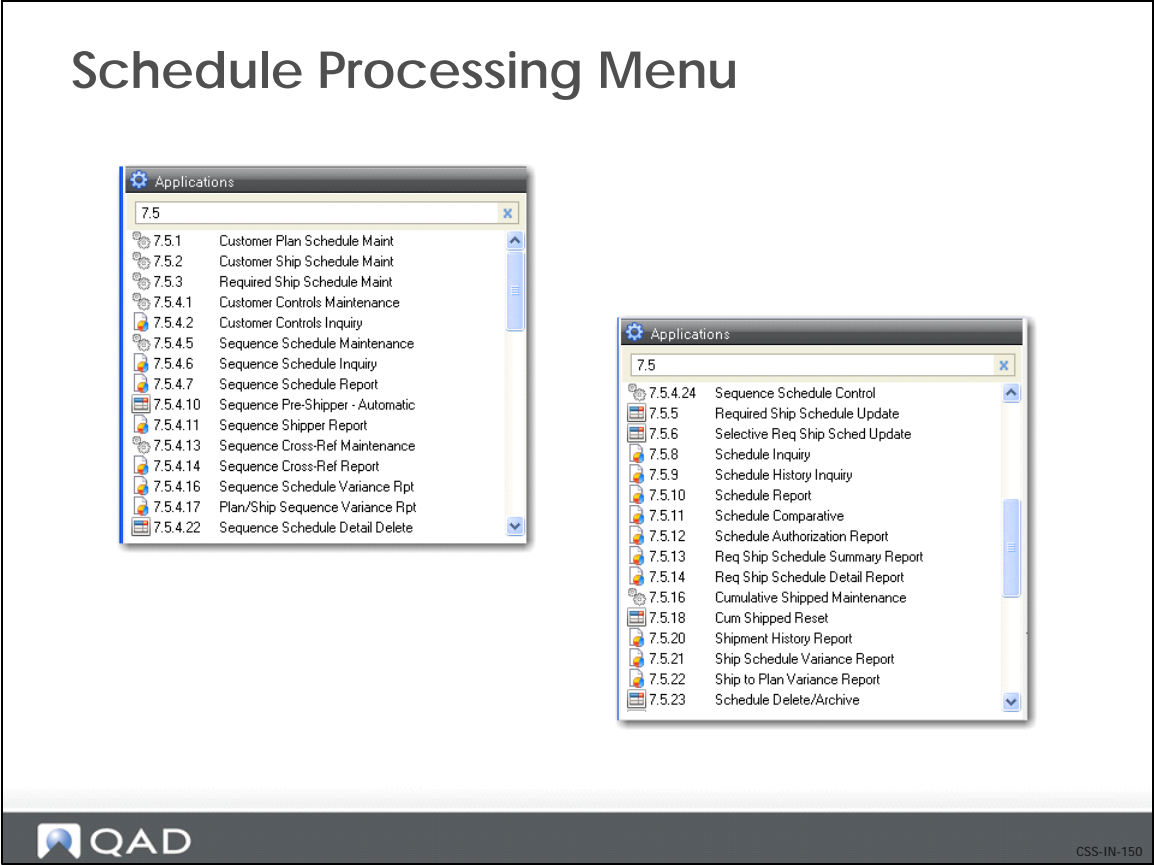 Schedule Processing Menu
Applications
7.5
7.5.1 Customer Plan Schedule Maint
7.5.2 Customer Ship Schedule Maint
7.5.3 Required Ship Schedule Maint
7.5.4.1 Customer Controls Maintenance
7.5.4.2 Customer Controls Inquiry
7.5.4.5 Sequence Schedule Maintenance
7.5.4.6 Sequence Schedule Inquiry
7.5.4.7 Sequence Schedule Report
7.5.4.10 Sequence Pre-Shipper - Automatic
7.5.4.11 Sequence Shipper Report
7.5.4.13 Sequence Cross-Ref Maintenance
7.5.4.14 Sequence Cross-Ref Report
7.5.4.16 Sequence Schedule Variance Rpt
7.5.4.17 Plan/Ship Sequence Variance Rpt
7.5.4.22 Sequence Schedule Detail Delete
Applications
7.5
7.5.4.24 Sequence Schedule Control
7.5.5 Required Ship Schedule Update
7.5.6 Selective Req Ship Sched Update
7.5.8 Schedule Inquiry
7.5.9 Schedule History Inquiry
7.5.10 Schedule Report
7.5.11 Schedule Comparative
7.5.12 Schedule Authorization Report
7.5.13 Req Ship Schedule Summary Report
7.5.14 Req Ship Schedule Detail Report
7.5.16 Cumulative Shipped Maintenance
7.5.18 Cum Shipped Reset
7.5.20 Shipment History Report
7.5.21 Ship Schedule Variance Report
7.5.22 Ship to Plan Variance Report
7.5.23 Schedule Delete/Archive
QAD
CSS-IN-150